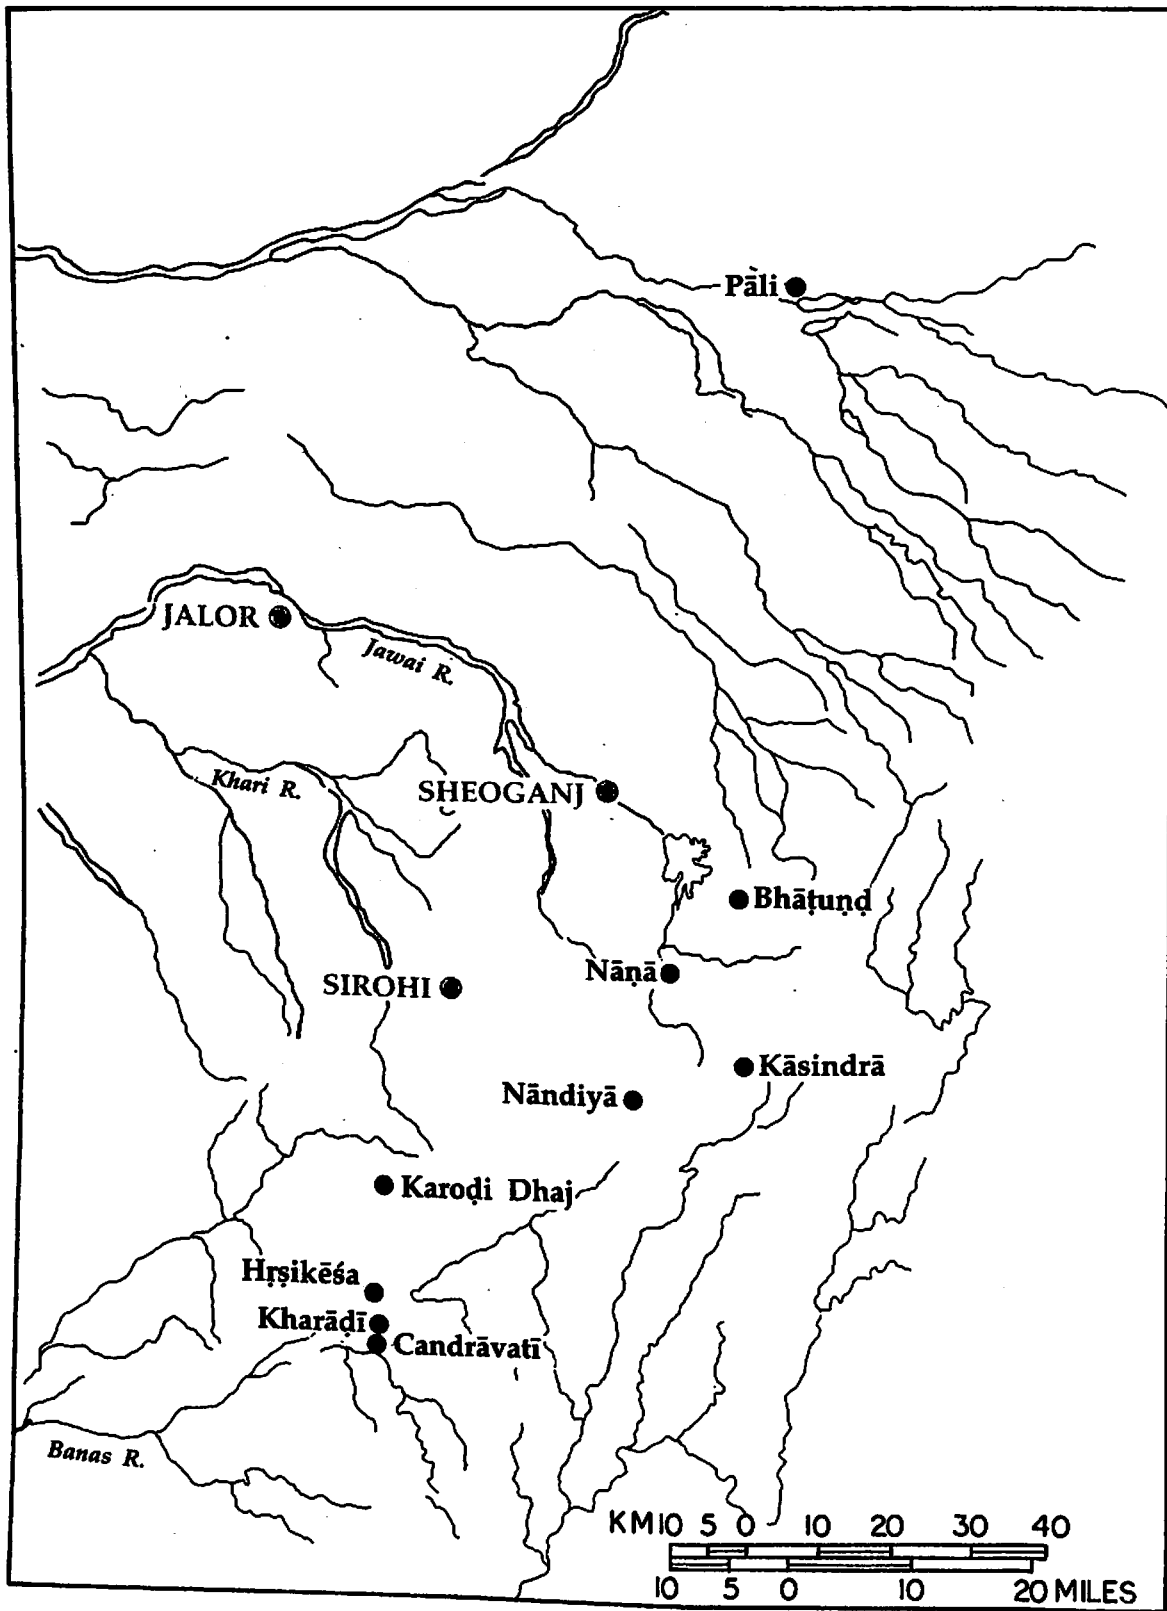 Pāli
JALOR
Jawai R.
Khari R.
SHEOGANJ
Bhāṭuṇḍ
Nāṇā
SIROHI
Kāsindrā
Nāndiyā
Karoḍi Dhaj
Hṛṣikēśa
Kharāḍī
Candrāvatī
Banas R.
KM 10 5 0 10 20 30 40
10 5 0 10 20 MILES